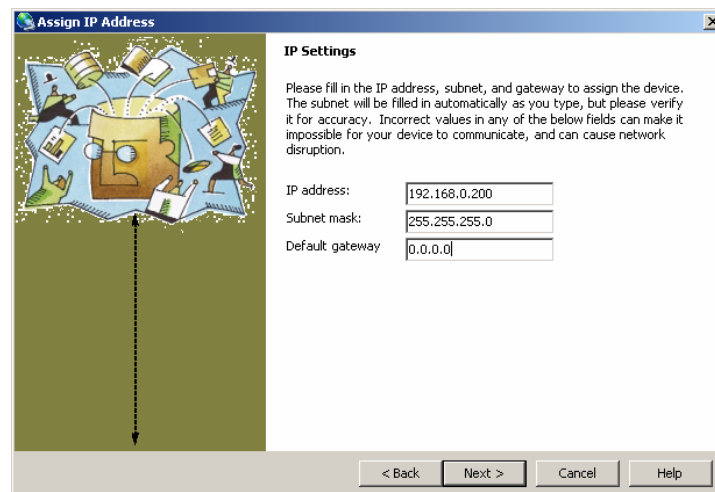 Assign IP Address
IP Settings
Please fill in the IP address, subnet, and gateway to assign the device.
The subnet will be filled in automatically as you type, but please verify
it for accuracy. Incorrect values in any of the below fields can make it
impossible for your device to communicate, and can cause network
disruption.
IP address: 192.168.0.200
Subnet mask: 255.255.255.0
Default gateway 0.0.0.0
< Back Next > Cancel Help